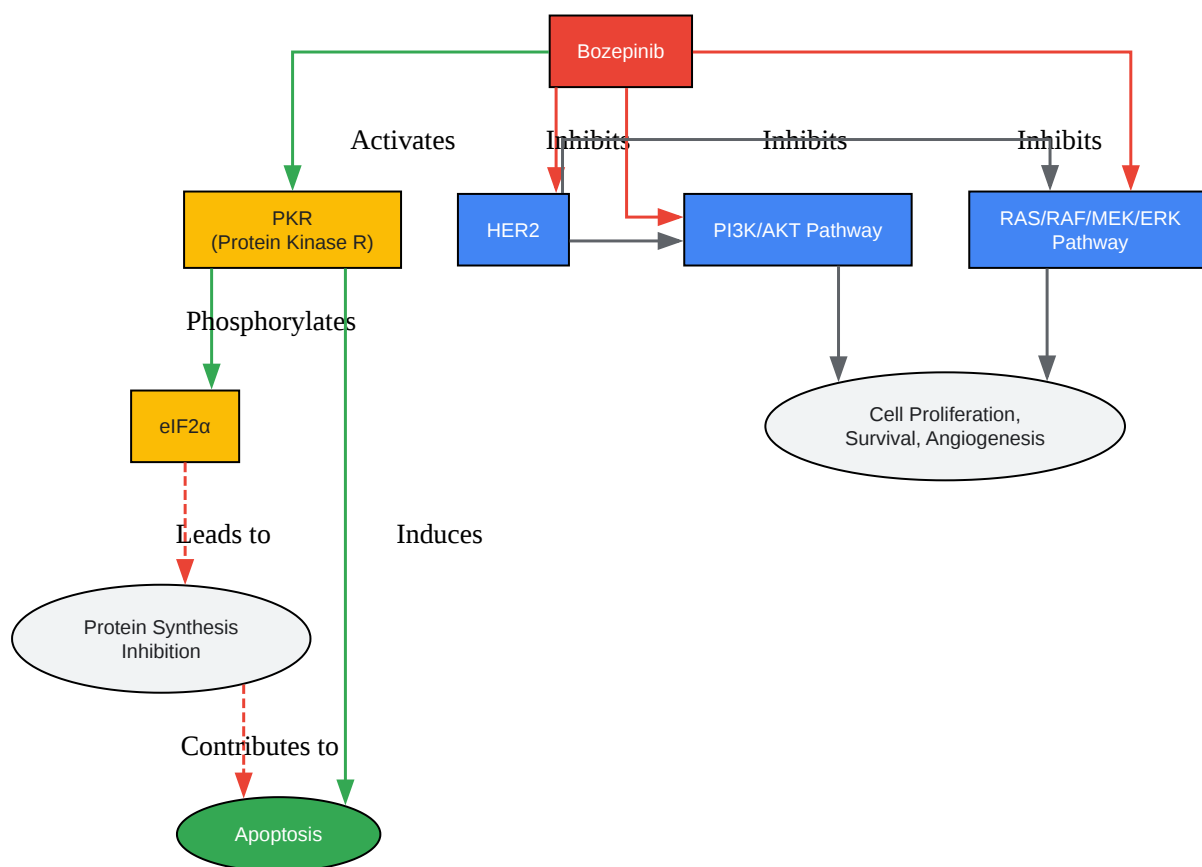 Bozepinib
Activates
Inhibits
Inhibits
Inhibits
PKR
(Protein Kinase R)
HER2
PI3K/AKT Pathway
RAS/RAF/MEK/ERK
Pathway
Phosphorylates
eIF2α
Cell Proliferation,
Survival, Angiogenesis
Leads to
Induces
Protein Synthesis
Inhibition
Contributes to
Apoptosis